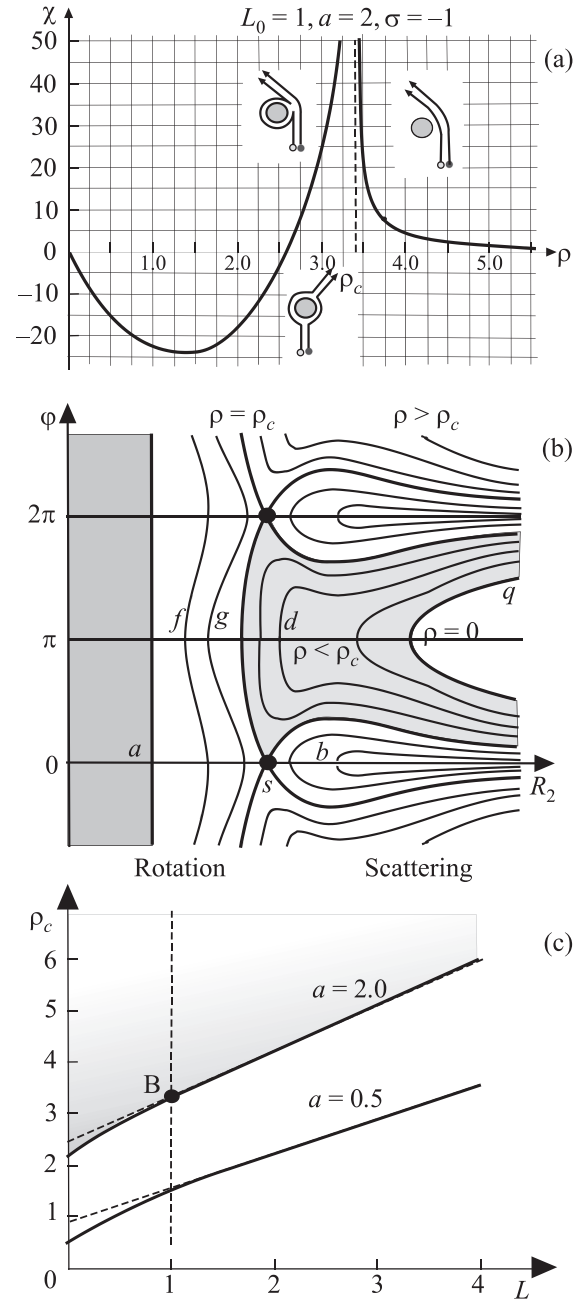 χ
L₀ = 1, a = 2, σ = –1
(a)
50
40
30
20
10
0
–10
–20
1.0 2.0 3.0 4.0 5.0 ρ
ρc
(b)
φ
ρ = ρc ρ > ρc
2π
f g d q
π
ρ < ρc ρ = 0
a b
0
s R₂
Rotation Scattering
(c)
ρc
6
5
4
3
2
1
0
a = 2.0
B
a = 0.5
1 2 3 4 L